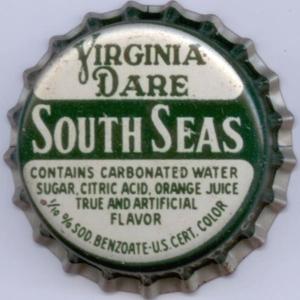 VIRGINIA
DARE
SOUTH SEAS
CONTAINS CARBONATED WATER
SUGAR, CITRIC ACID, ORANGE JUICE
TRUE AND ARTIFICIAL
FLAVOR
1/10 % SOD. BENZOATE-U.S. CERT. COLOR